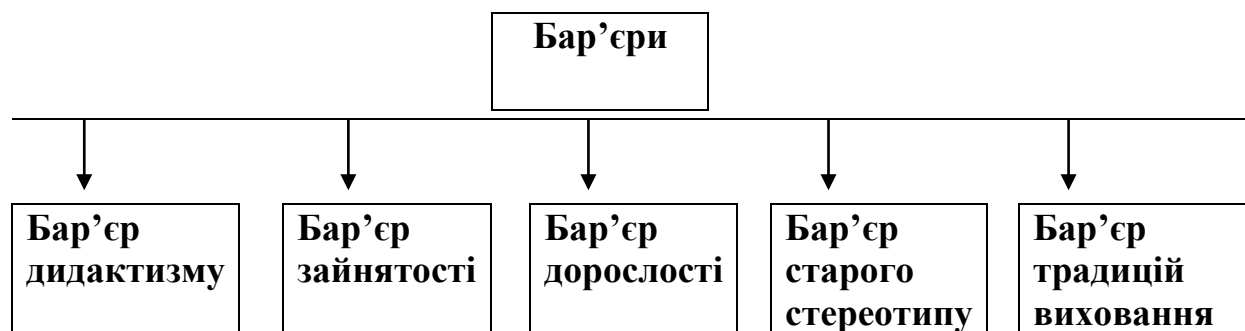 Бар’єри
Бар’єр
дидактизму
Бар’єр
зайнятості
Бар’єр
дорослості
Бар’єр
старого
стереотипу
Бар’єр
традицій
виховання